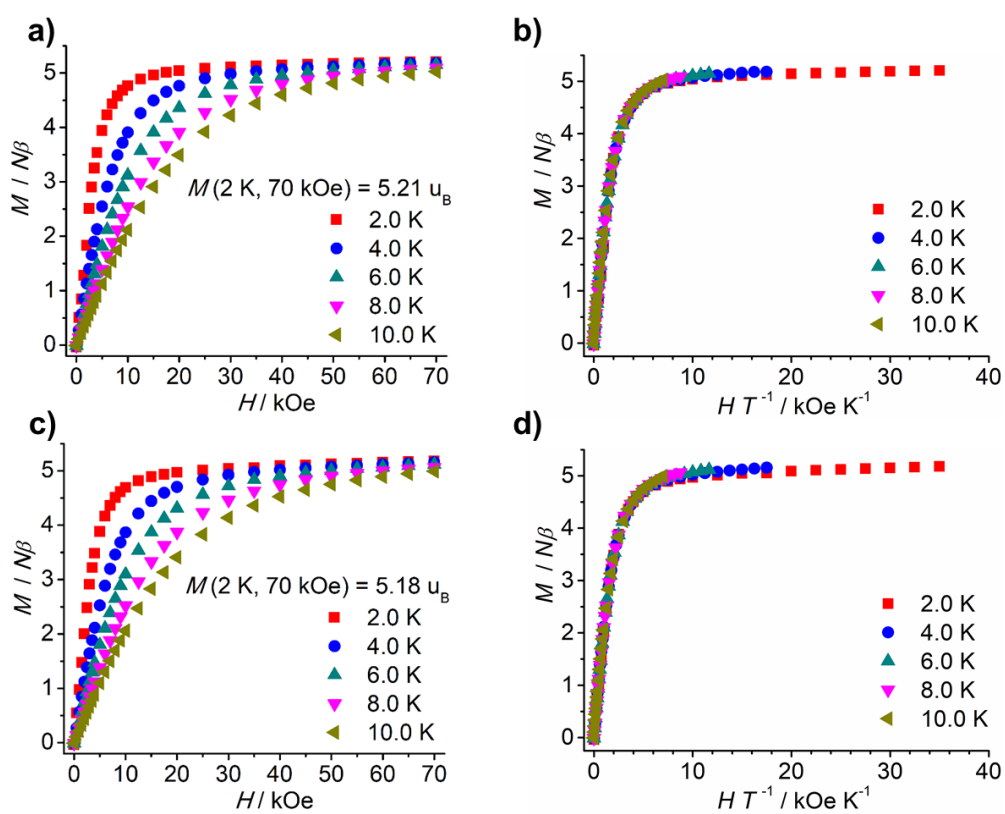 a)
M / Nβ
5
4
3
2
1
0
M (2 K, 70 kOe) = 5.21 u_B
2.0 K
4.0 K
6.0 K
8.0 K
10.0 K
0 10 20 30 40 50 60 70
H / kOe
b)
M / Nβ
5
4
3
2
1
0
2.0 K
4.0 K
6.0 K
8.0 K
10.0 K
0 10 20 30 40
H T⁻¹ / kOe K⁻¹
c)
M / Nβ
5
4
3
2
1
0
M (2 K, 70 kOe) = 5.18 u_B
2.0 K
4.0 K
6.0 K
8.0 K
10.0 K
0 10 20 30 40 50 60 70
H / kOe
d)
M / Nβ
5
4
3
2
1
0
2.0 K
4.0 K
6.0 K
8.0 K
10.0 K
0 10 20 30 40
H T⁻¹ / kOe K⁻¹